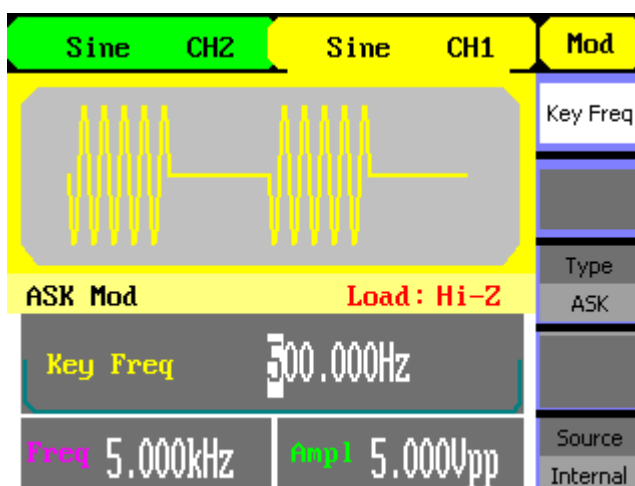 Sine CH2 Sine CH1 Mod
Key Freq
Type
ASK Mod Load: Hi-Z
ASK
Key Freq 500.000Hz
Freq 5.000kHz Ampl 5.000Vpp
Source
Internal